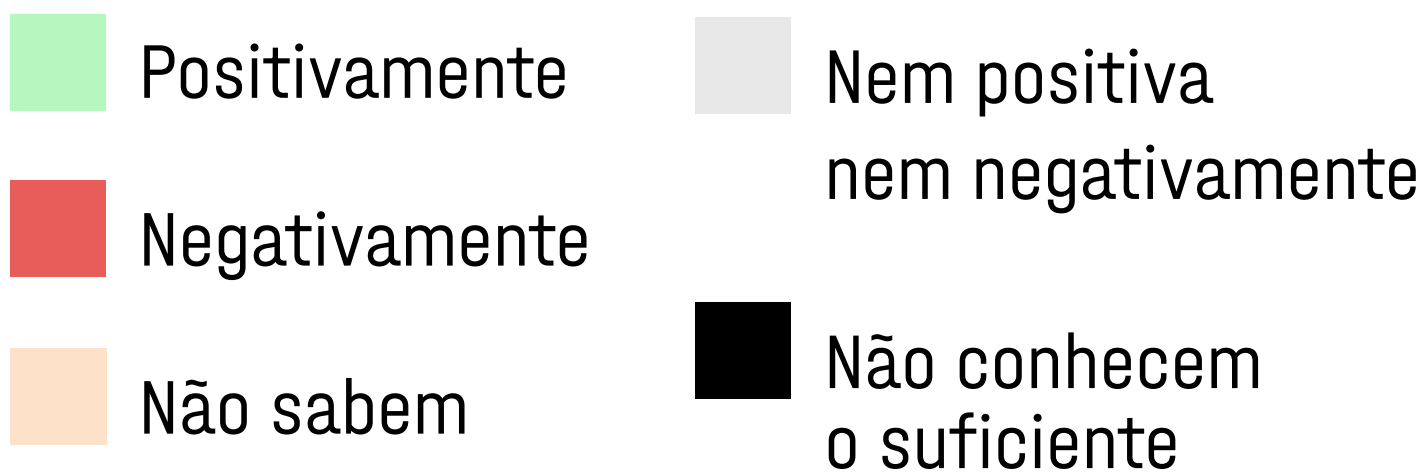 Positivamente
Negativamente
Não sabem
Nem positiva
nem negativamente
Não conhecem
o suficiente